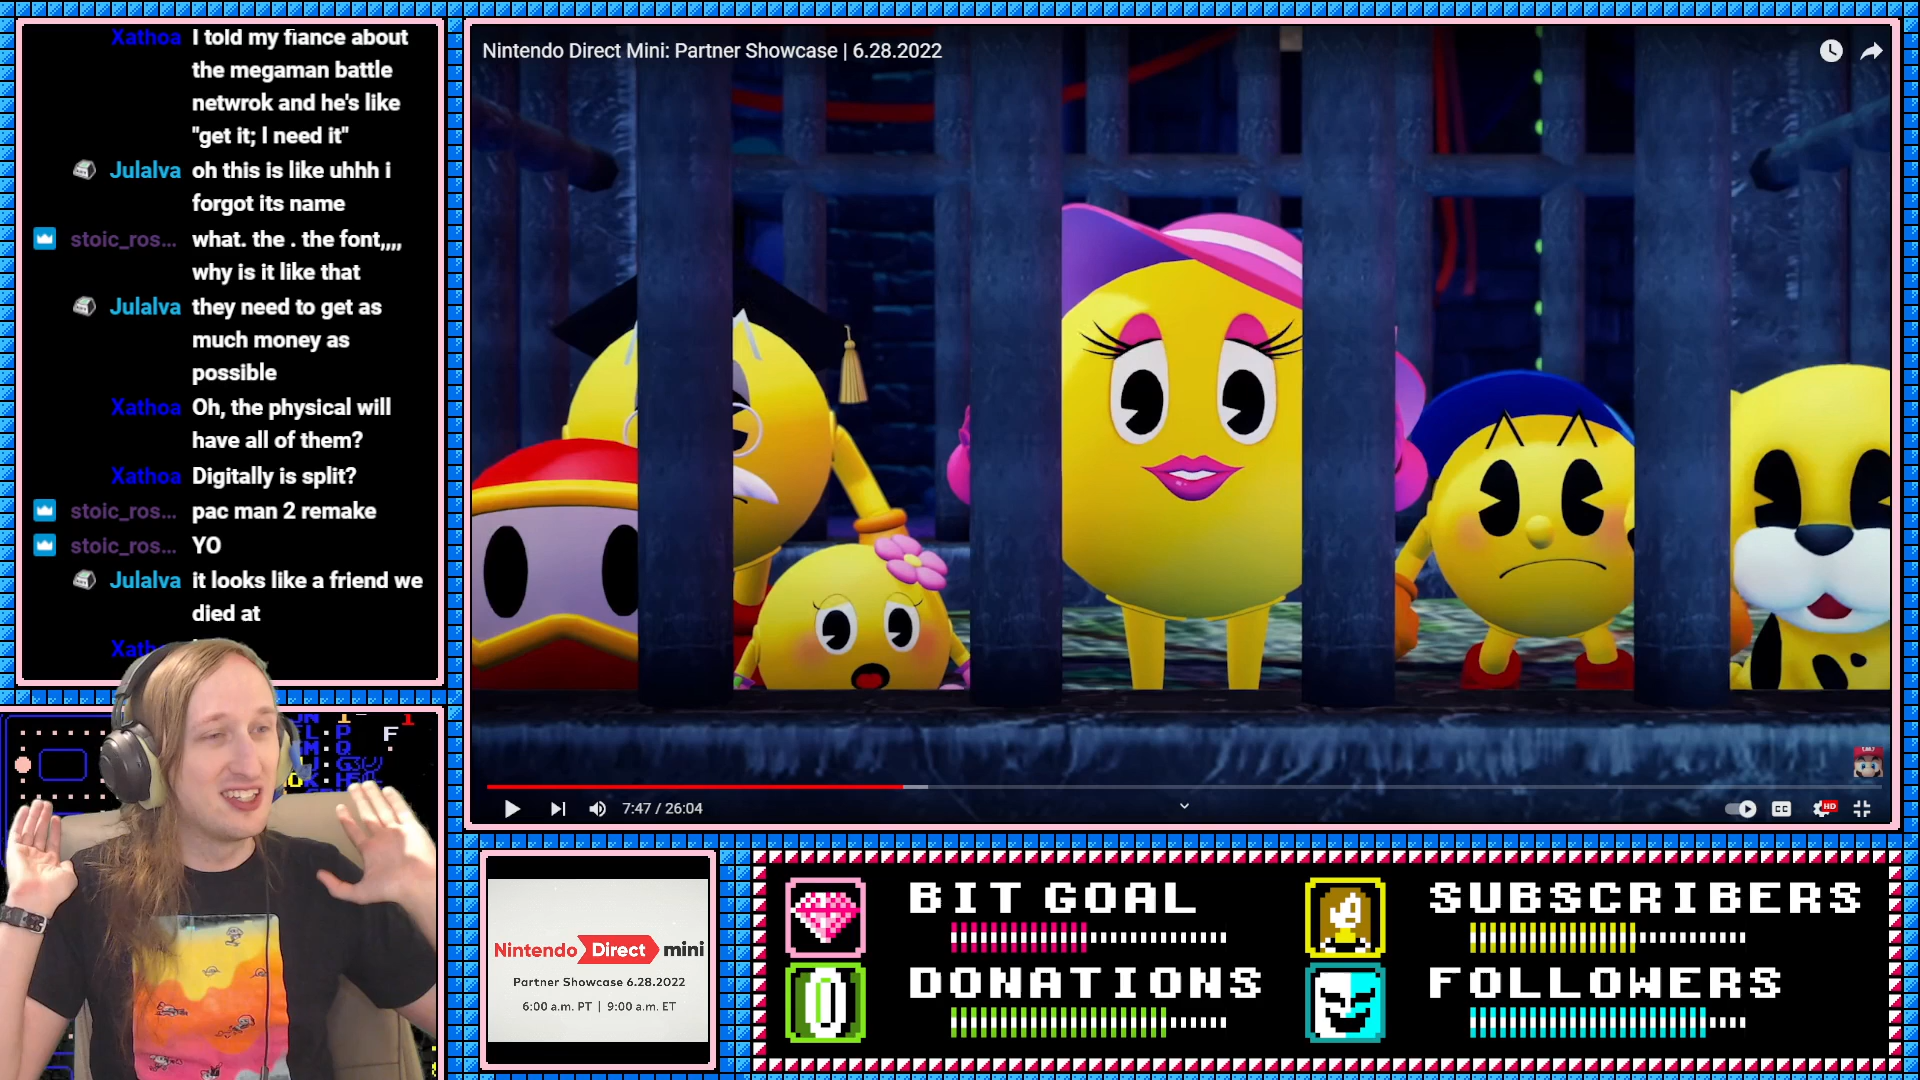 Xathoa I told my fiance about
the megaman battle
netwrok and he's like
"get it; I need it"
Julalva oh this is like uhhh i
forgot its name
stoic_ros... what. the . the font,,,,
why is it like that
Julalva they need to get as
much money as
possible
Xathoa Oh, the physical will
have all of them?
Xathoa Digitally is split?
stoic_ros... pac man 2 remake
stoic_ros... YO
Julalva it looks like a friend we
died at
Nintendo Direct Mini: Partner Showcase | 6.28.2022
7:47 / 26:04
CC
HD
Nintendo Direct mini
Partner Showcase 6.28.2022
6:00 a.m. PT | 9:00 a.m. ET
BIT GOAL
SUBSCRIBERS
DONATIONS
FOLLOWERS